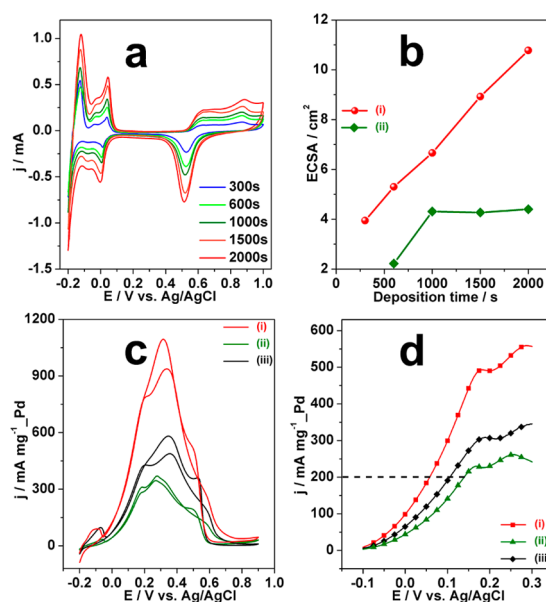 a
j / mA
1.0
0.5
0.0
-0.5
-1.0
-1.5
300s
600s
1000s
1500s
2000s
-0.2 0.0 0.2 0.4 0.6 0.8 1.0
E / V vs. Ag/AgCl
b
ECSA / cm²
12
10
8
6
4
2
(i)
(ii)
0 500 1000 1500 2000
Deposition time / s
c
j / mA mg⁻¹_Pd
1200
900
600
300
0
(i)
(ii)
(iii)
-0.2 0.0 0.2 0.4 0.6 0.8 1.0
E / V vs. Ag/AgCl
d
j / mA mg⁻¹_Pd
600
500
400
300
200
100
0
(i)
(ii)
(iii)
-0.1 0.0 0.1 0.2 0.3
E / V vs. Ag/AgCl